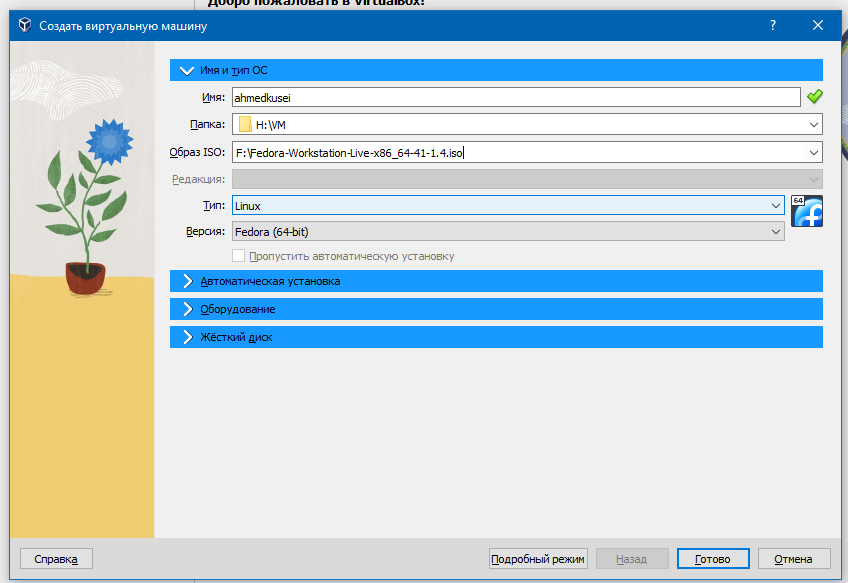 Добро пожаловать в VirtualBox!
Создать виртуальную машину
Имя и тип ОС
Имя: ahmedkusei
Папка: H:\VM
Образ ISO: F:\Fedora-Workstation-Live-x86_64-41-1.4.iso
Редакция:
Тип: Linux
64
Версия: Fedora (64-bit)
Пропустить автоматическую установку
Автоматическая установка
Оборудование
Жёсткий диск
Справка Подробный режим Назад Готово Отмена